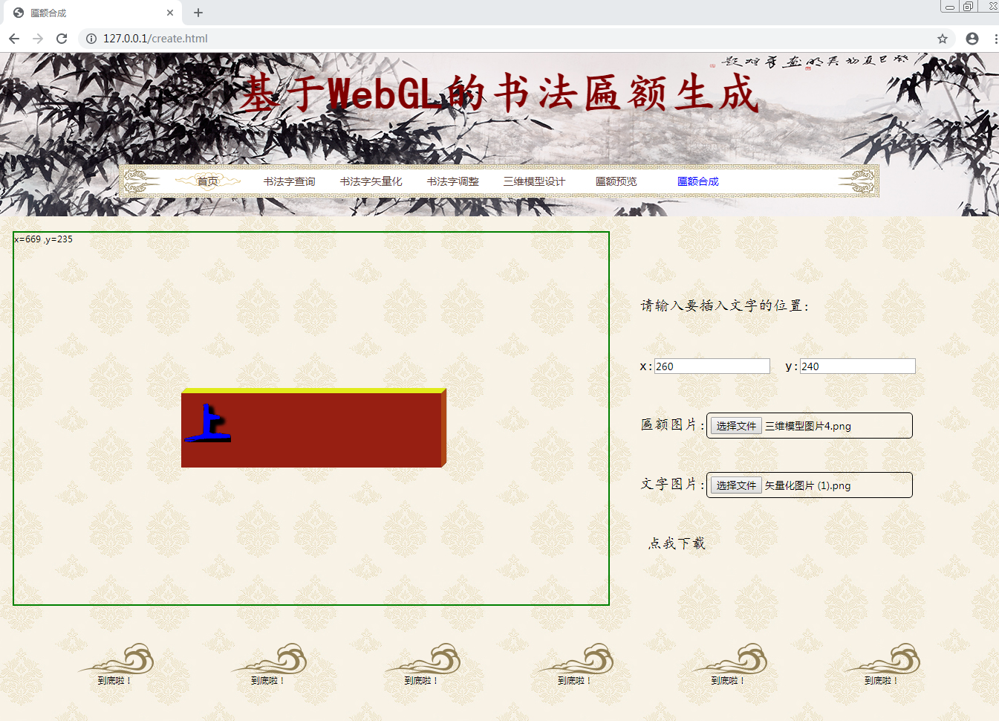 匾额合成
127.0.0.1/create.html
基于WebGL的书法匾额生成
首页 书法字查询 书法字矢量化 书法字调整 三维模型设计 匾额预览 匾额合成
x=669 ,y=235
请输入要插入文字的位置：
x：260 y：240
匾额图片：选择文件 三维模型图片4.png
上
文字图片：选择文件 矢量化图片 (1).png
点我下载
到底啦！ 到底啦！ 到底啦！ 到底啦！ 到底啦！ 到底啦！